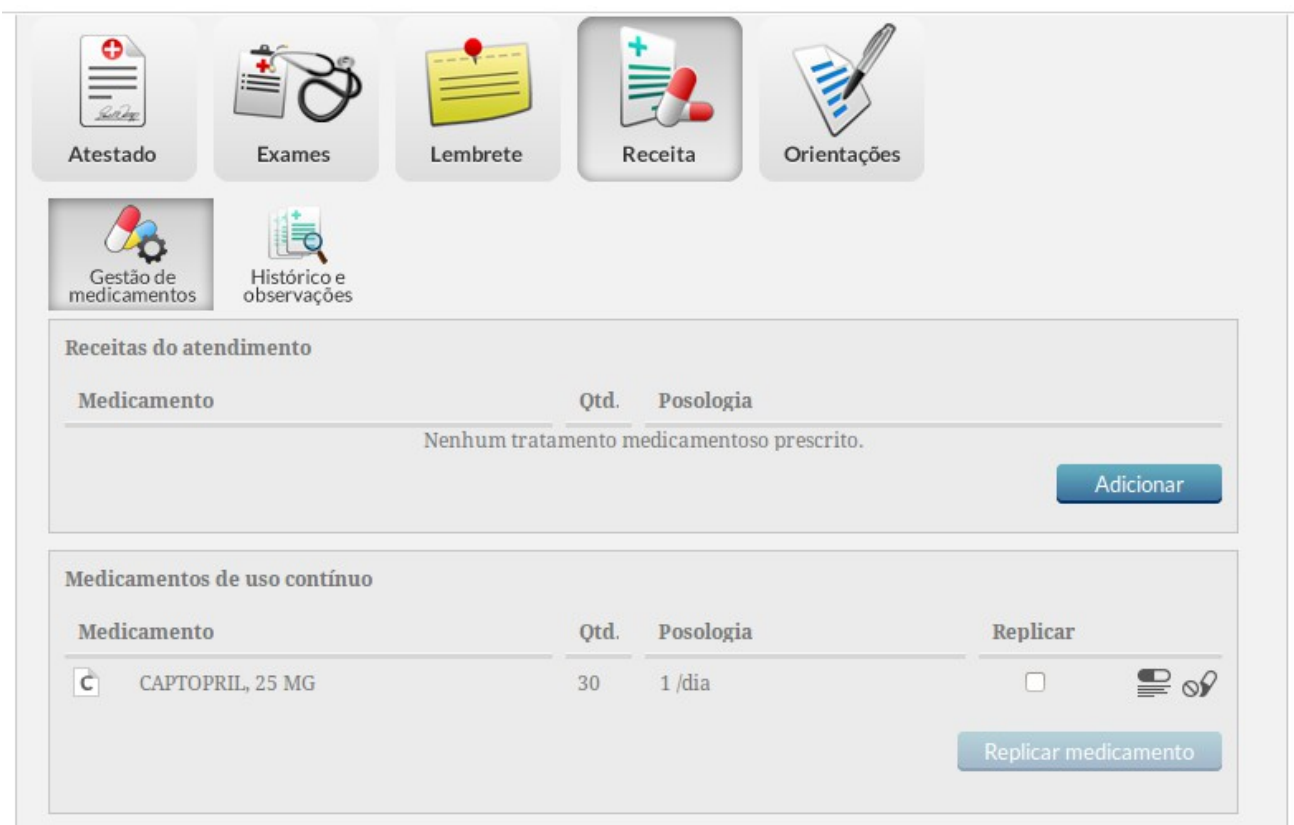 Atestado Exames Lembrete Receita Orientações
Gestão de
medicamentos
Histórico e
observações
Receitas do atendimento
Medicamento Qtd. Posologia
Nenhum tratamento medicamentoso prescrito.
Adicionar
Medicamentos de uso contínuo
Medicamento Qtd. Posologia Replicar
C CAPTOPRIL, 25 MG 30 1 /dia
Replicar medicamento